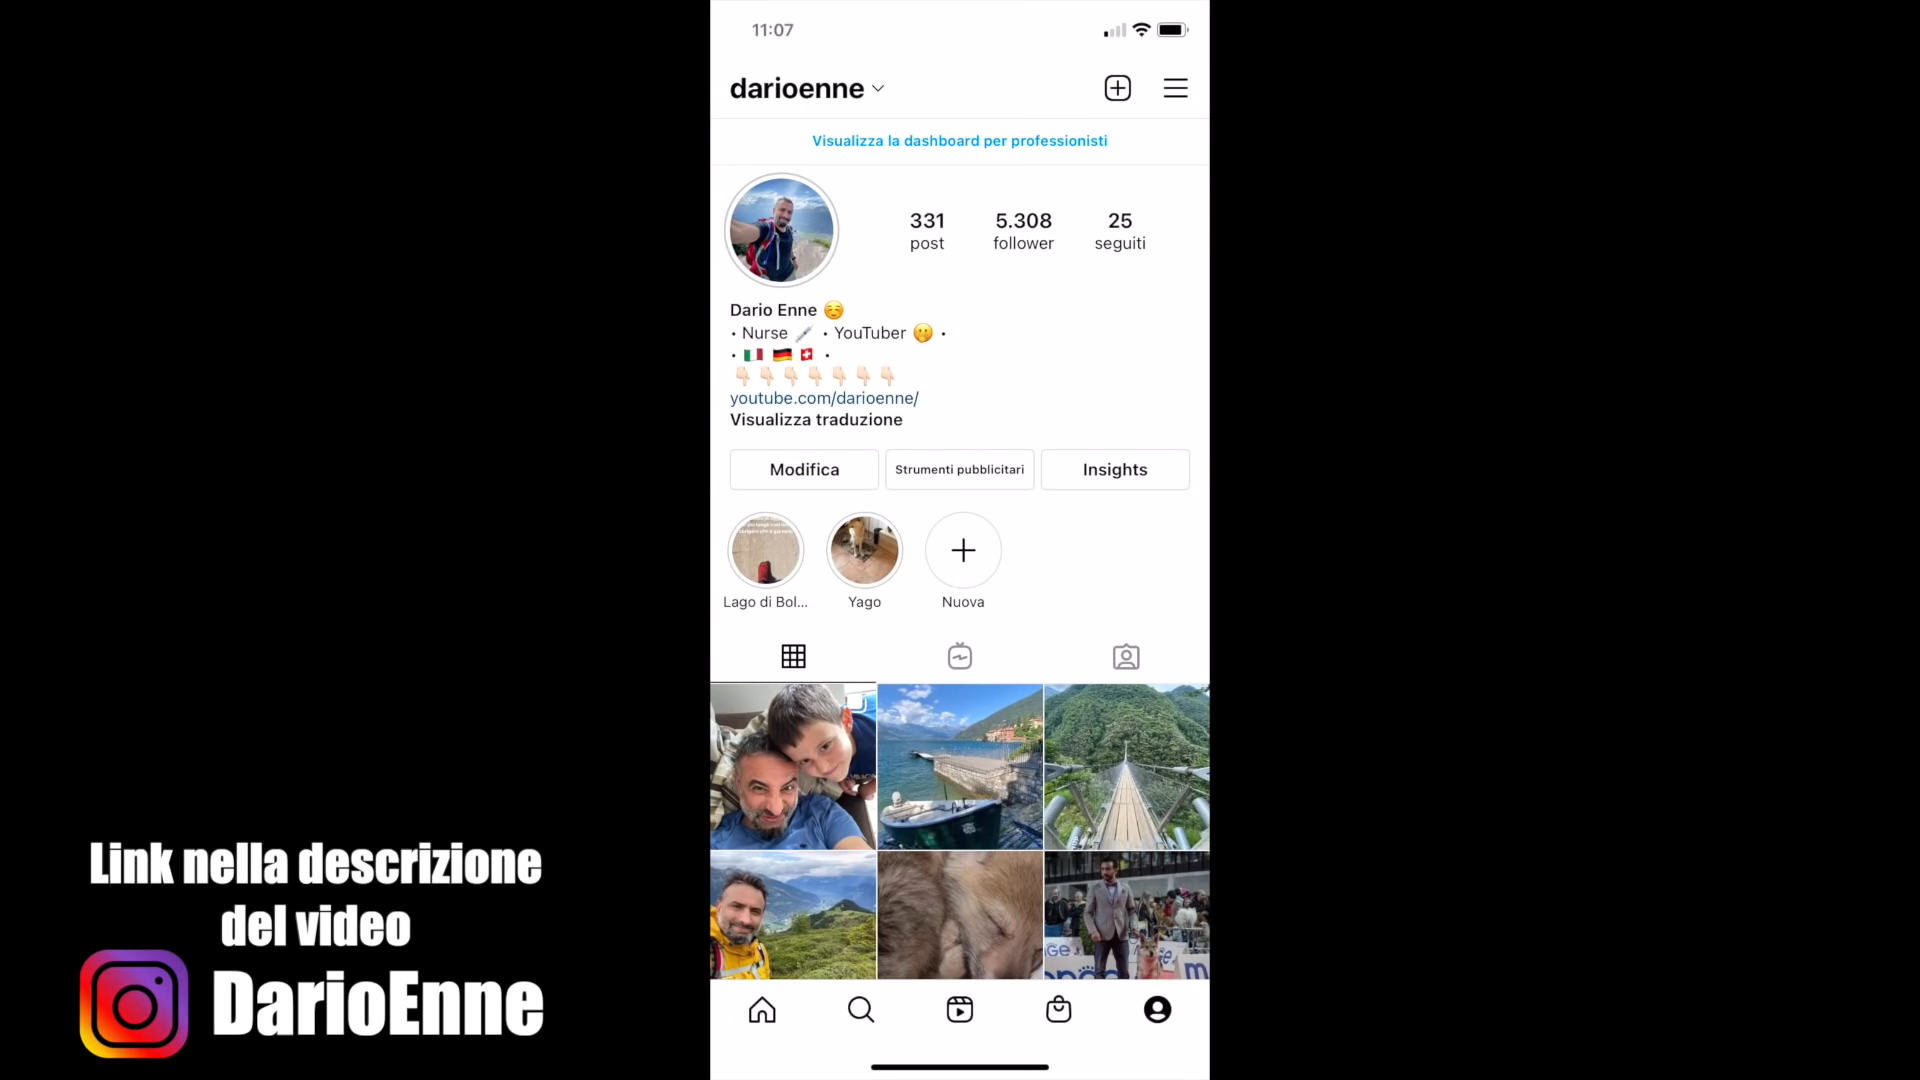 11:07
darioenne
Visualizza la dashboard per professionisti
331
post
5.308
follower
25
seguiti
Dario Enne ☺️
• Nurse 💉 • YouTuber 🤭 •
• 🇮🇹 🇩🇪 🇨🇭 •
👇🏻👇🏻👇🏻👇🏻👇🏻👇🏻👇🏻
youtube.com/darioenne/
Visualizza traduzione
Modifica
Strumenti pubblicitari
Insights
Lago di Bol...
Yago
Nuova
Link nella descrizione
del video
DarioEnne